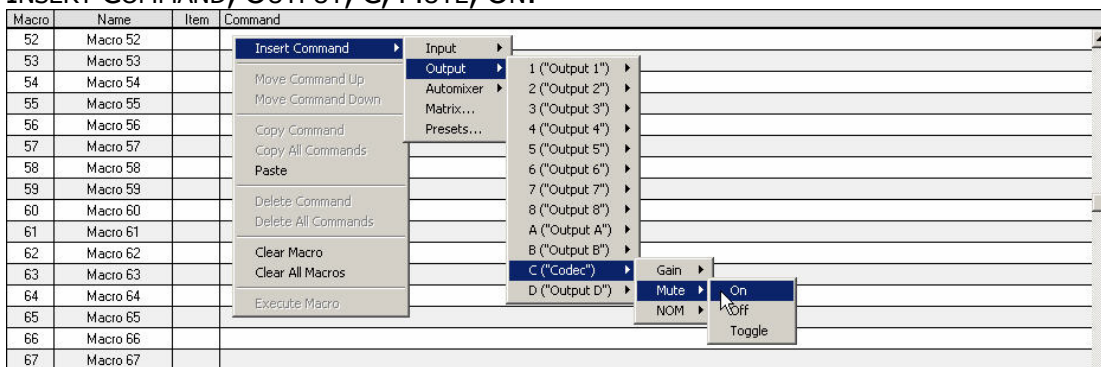 INSERT COMMAND, OUTPUT, C, MUTE, ON.
Macro Name Item Command
52 Macro 52
53 Macro 53
54 Macro 54
55 Macro 55
56 Macro 56
57 Macro 57
58 Macro 58
59 Macro 59
60 Macro 60
61 Macro 61
62 Macro 62
63 Macro 63
64 Macro 64
65 Macro 65
66 Macro 66
67 Macro 67
Insert Command
Move Command Up
Move Command Down
Copy Command
Copy All Commands
Paste
Delete Command
Delete All Commands
Clear Macro
Clear All Macros
Execute Macro
Input
Output
Automixer
Matrix...
Presets...
1 ("Output 1")
2 ("Output 2")
3 ("Output 3")
4 ("Output 4")
5 ("Output 5")
6 ("Output 6")
7 ("Output 7")
8 ("Output 8")
A ("Output A")
B ("Output B")
C ("Codec")
D ("Output D")
Gain
Mute
NOM
On
Off
Toggle